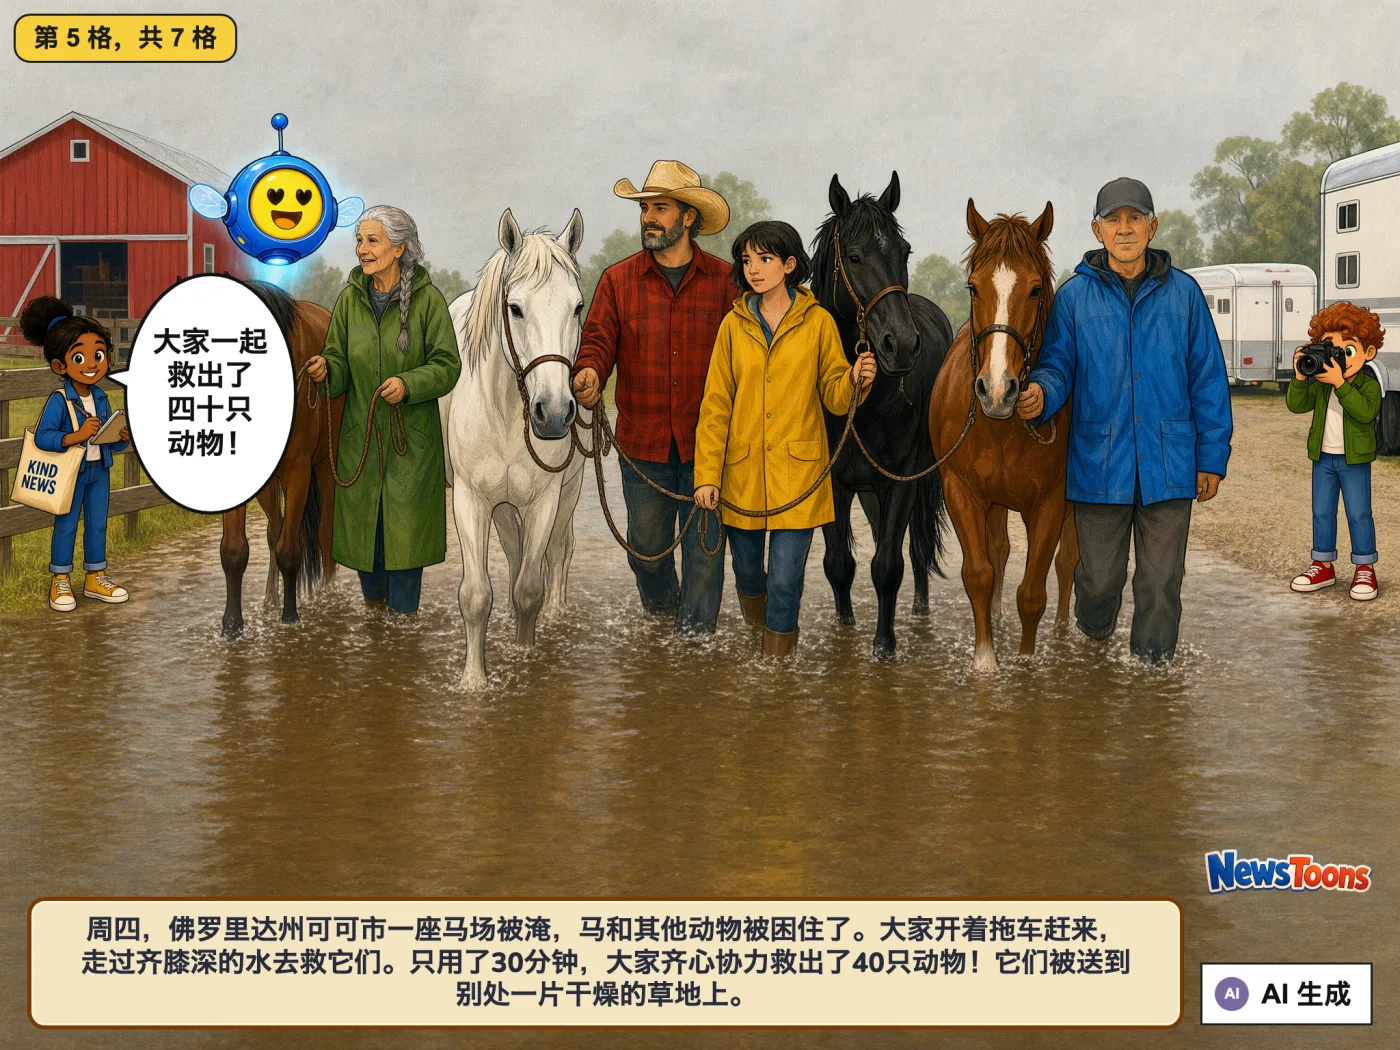 第 5 格，共 7 格
大家一起
救出了
四十只
动物！
KIND
NEWS
周四，佛罗里达州可可市一座马场被淹，马和其他动物被困住了。大家开着拖车赶来，
走过齐膝深的水去救它们。只用了30分钟，大家齐心协力救出了40只动物！它们被送到
别处一片干燥的草地上。
NEWSTOONS
AI AI 生成